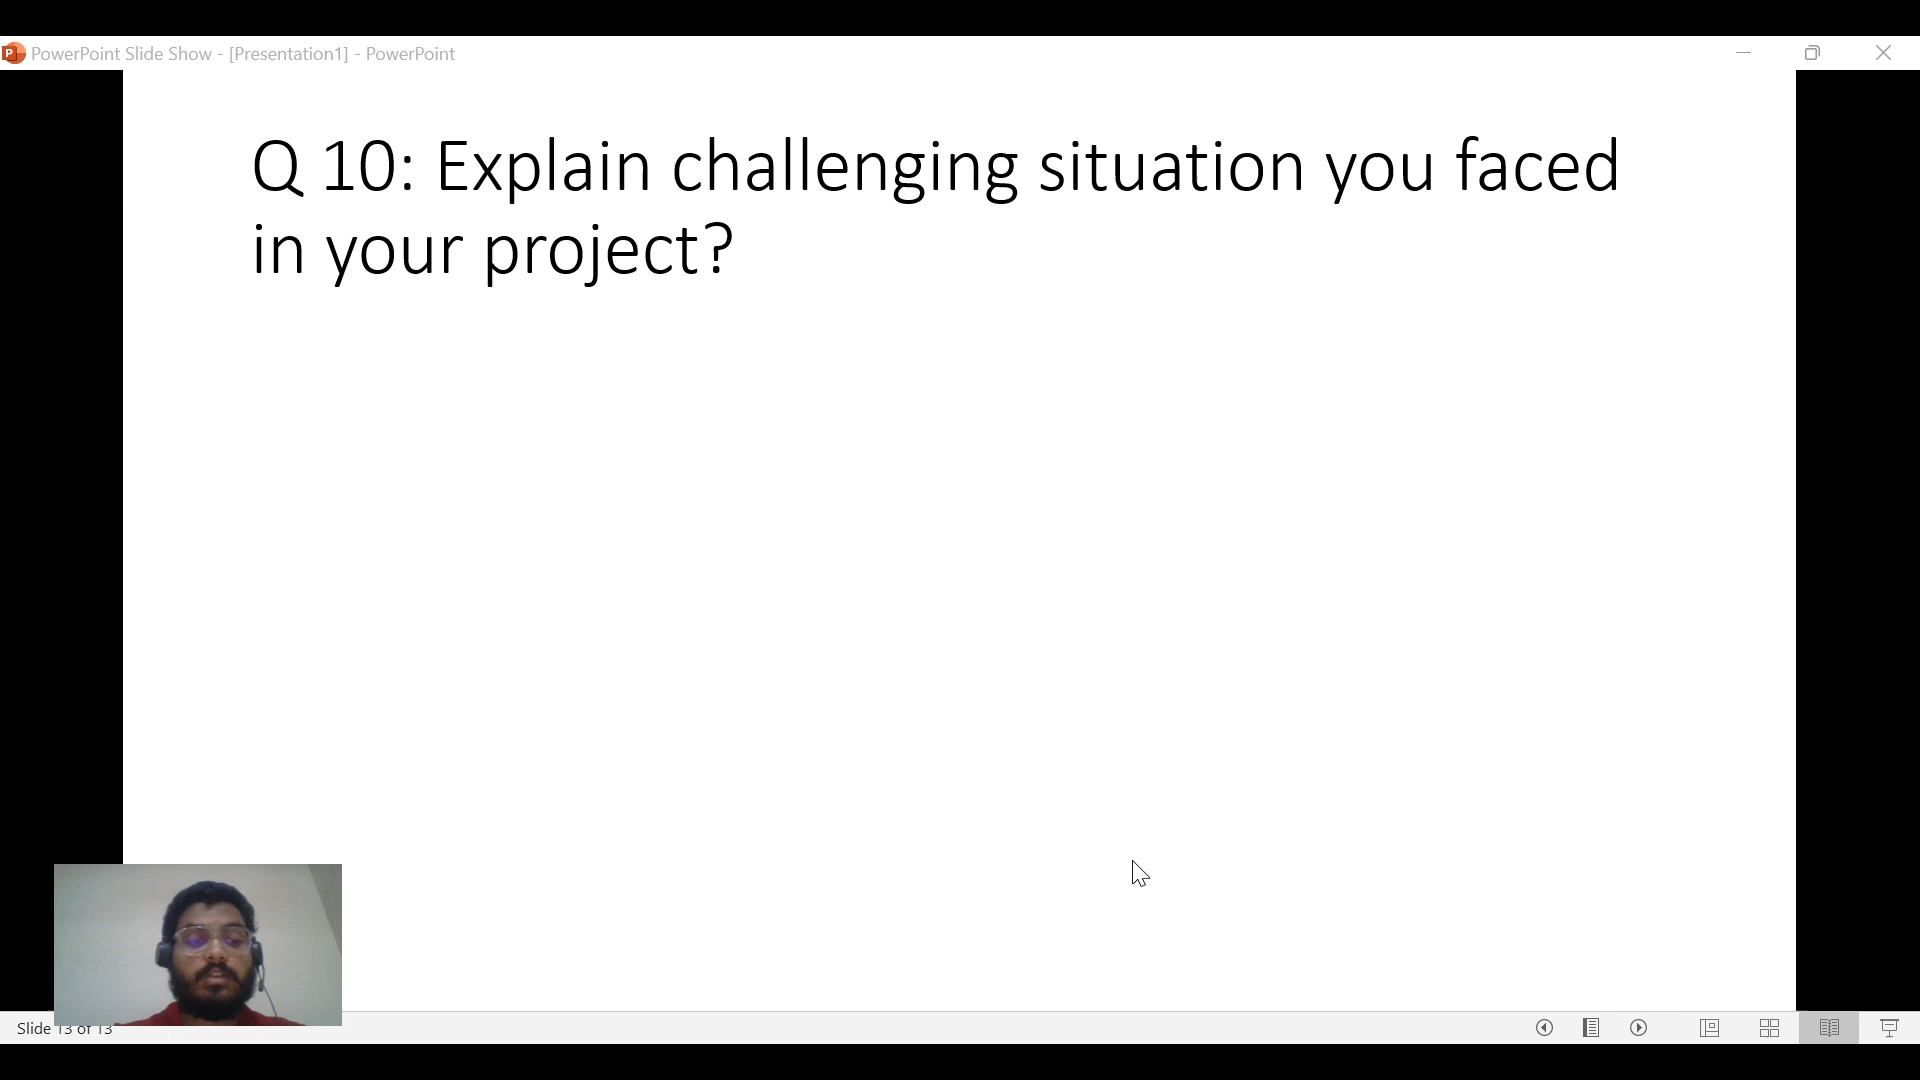 PowerPoint Slide Show - [Presentation1] - PowerPoint
Q 10: Explain challenging situation you faced
in your project?
Slide 13 of 13